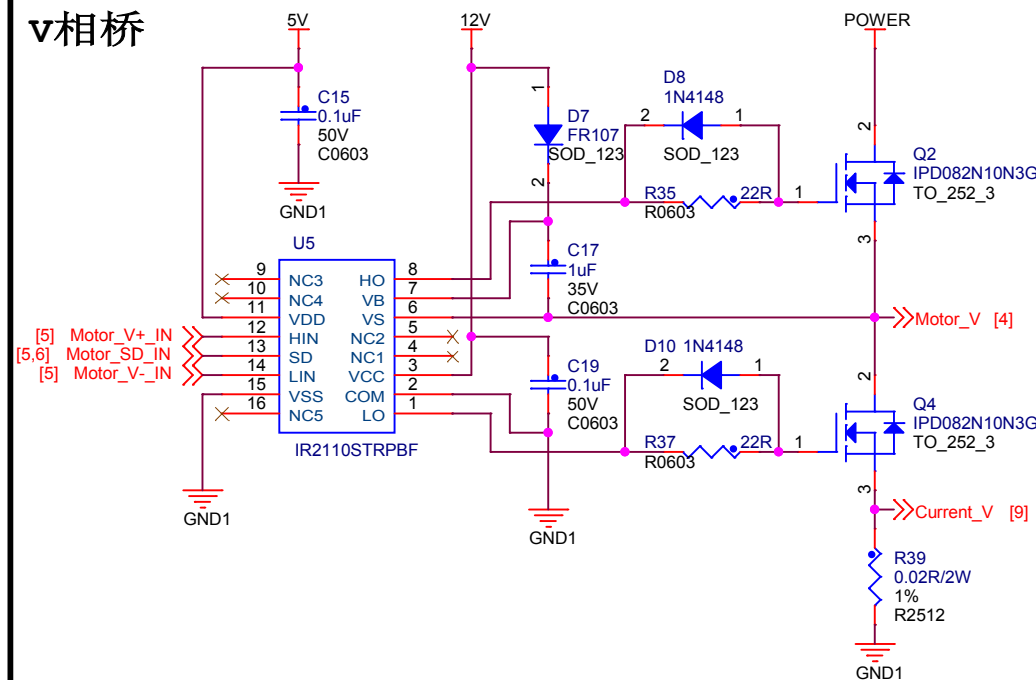 v相桥
5V
12V
POWER
C15
0.1uF
50V
C0603
GND1
1
D7
FR107
SOD_123
2
D8
1N4148
2
1
SOD_123
R35
22R
R0603
1
2
Q2
IPD082N10N3G
TO_252_3
3
U5
9
NC3
HO
8
10
NC4
VB
7
11
VDD
VS
6
[5] Motor_V+_IN
12
HIN
NC2
5
[5,6] Motor_SD_IN
13
SD
NC1
4
[5] Motor_V-_IN
14
LIN
VCC
3
15
VSS
COM
2
16
NC5
LO
1
IR2110STRPBF
GND1
C17
1uF
35V
C0603
Motor_V [4]
C19
0.1uF
50V
C0603
GND1
D10 1N4148
2
1
SOD_123
R37
22R
R0603
1
2
Q4
IPD082N10N3G
TO_252_3
3
Current_V [9]
R39
0.02R/2W
1%
R2512
GND1